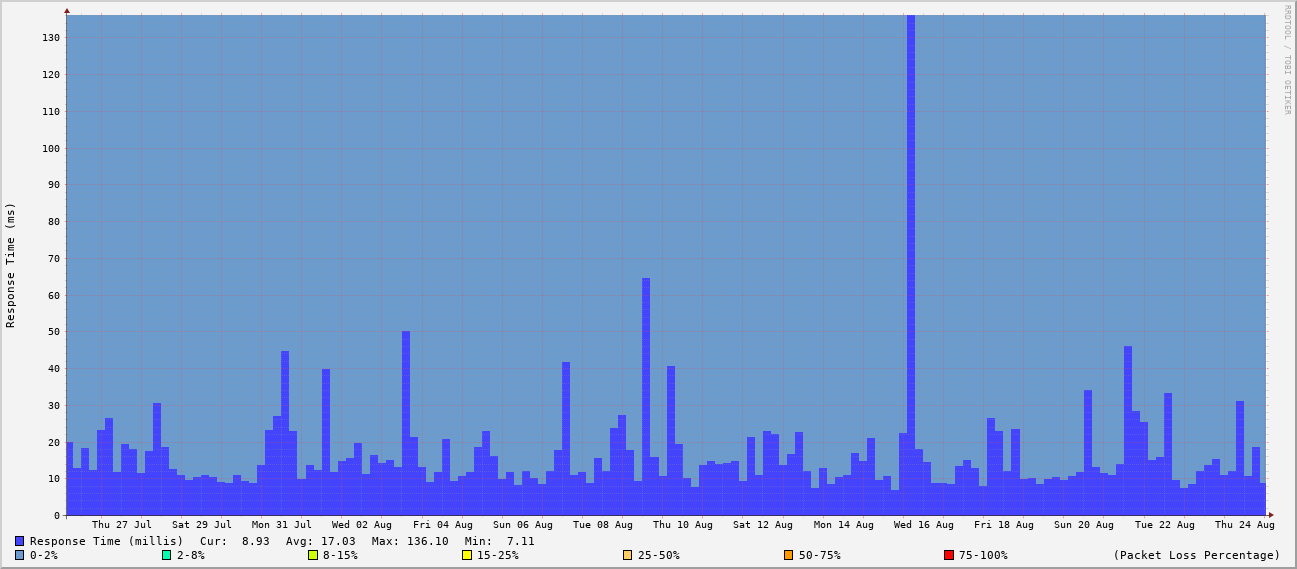 RRDTOOL / TOBI OETIKER
Response Time (ms)
130
120
110
100
90
80
70
60
50
40
30
20
10
0
Thu 27 Jul Sat 29 Jul Mon 31 Jul Wed 02 Aug Fri 04 Aug Sun 06 Aug Tue 08 Aug Thu 10 Aug Sat 12 Aug Mon 14 Aug Wed 16 Aug Fri 18 Aug Sun 20 Aug Tue 22 Aug Thu 24 Aug
Response Time (millis) Cur: 8.93 Avg: 17.03 Max: 136.10 Min: 7.11
0-2% 2-8% 8-15% 15-25% 25-50% 50-75% 75-100% (Packet Loss Percentage)